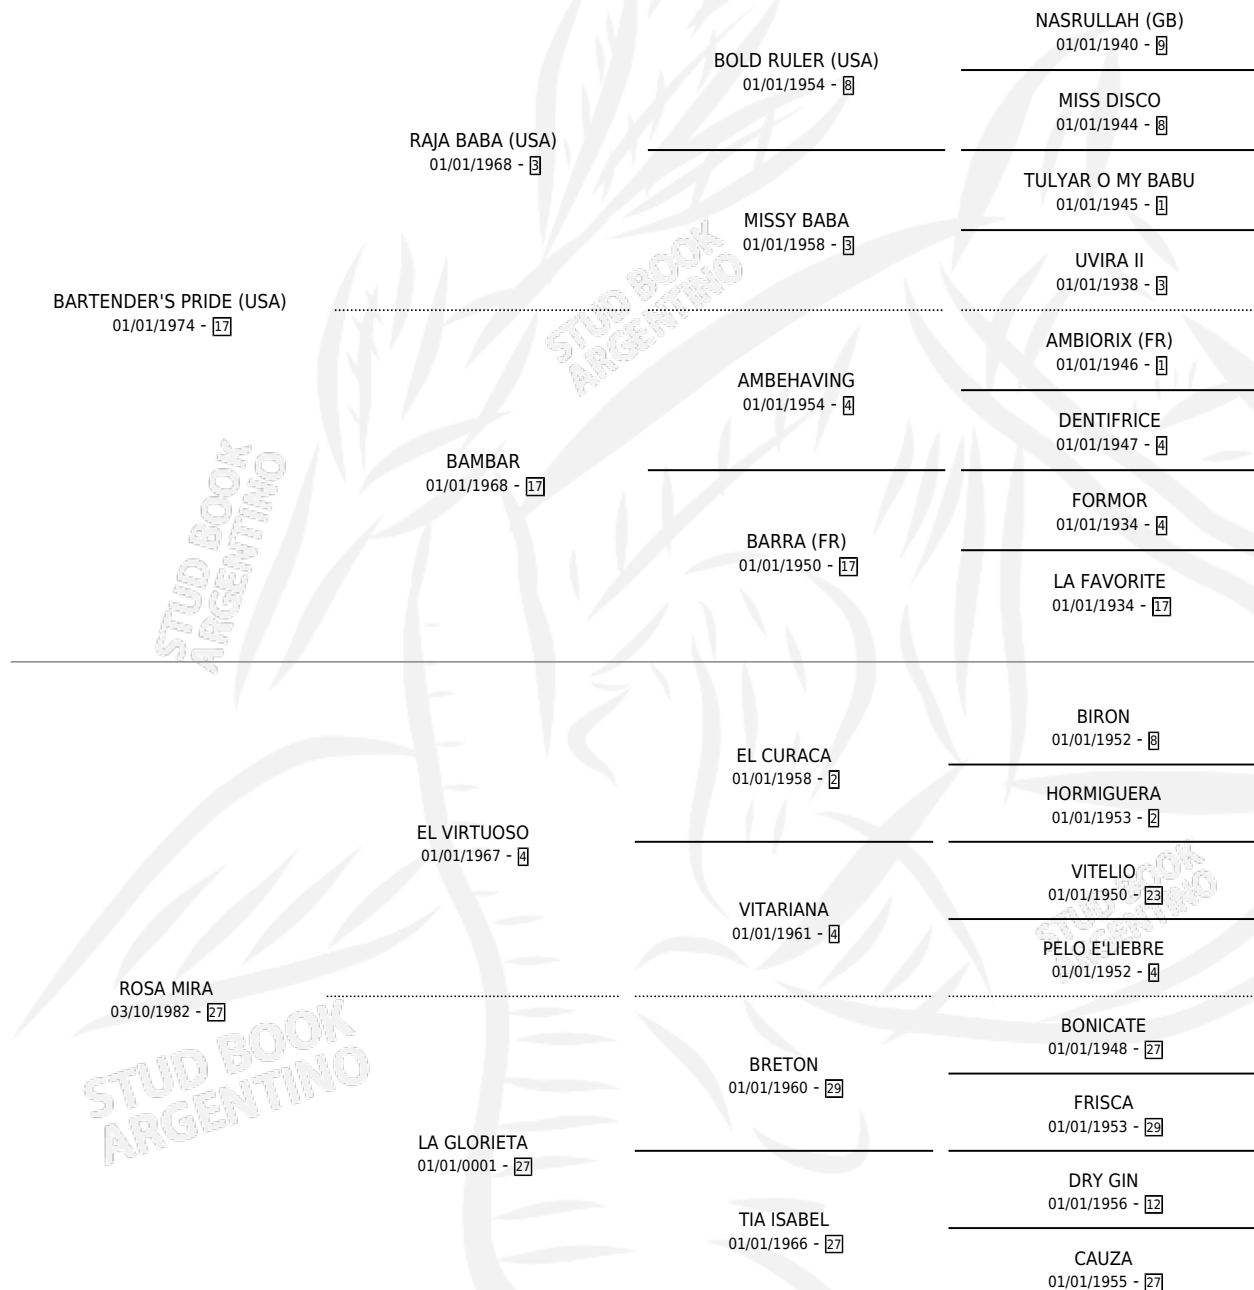 NASRULLAH (GB)
01/01/1940 - 9
BOLD RULER (USA)
01/01/1954 - 8
MISS DISCO
01/01/1944 - 8
RAJA BABA (USA)
01/01/1968 - 3
TULYAR O MY BABU
01/01/1945 - 1
MISSY BABA
01/01/1958 - 3
UVIRA II
01/01/1938 - 3
BARTENDER'S PRIDE (USA)
01/01/1974 - 17
AMBIORIX (FR)
01/01/1946 - 1
AMBEHAVING
01/01/1954 - 4
DENTIFRICE
01/01/1947 - 4
BAMBAR
01/01/1968 - 17
FORMOR
01/01/1934 - 4
BARRA (FR)
01/01/1950 - 17
LA FAVORITE
01/01/1934 - 17
BIRON
01/01/1952 - 8
EL CURACA
01/01/1958 - 2
HORMIGUERA
01/01/1953 - 2
EL VIRTUOSO
01/01/1967 - 4
VITELIO
01/01/1950 - 23
VITARIANA
01/01/1961 - 4
PELO E'LIEBRE
01/01/1952 - 4
ROSA MIRA
03/10/1982 - 27
BONICATE
01/01/1948 - 27
BRETON
01/01/1960 - 29
FRISCA
01/01/1953 - 29
LA GLORIETA
01/01/0001 - 27
DRY GIN
01/01/1956 - 12
TIA ISABEL
01/01/1966 - 27
CAUZA
01/01/1955 - 27
STUD BOOK
ARGENTINO
STUD BOOK
ARGENTINO
STUD BOOK
ARGENTINO
STUD BOOK
ARGENTINO